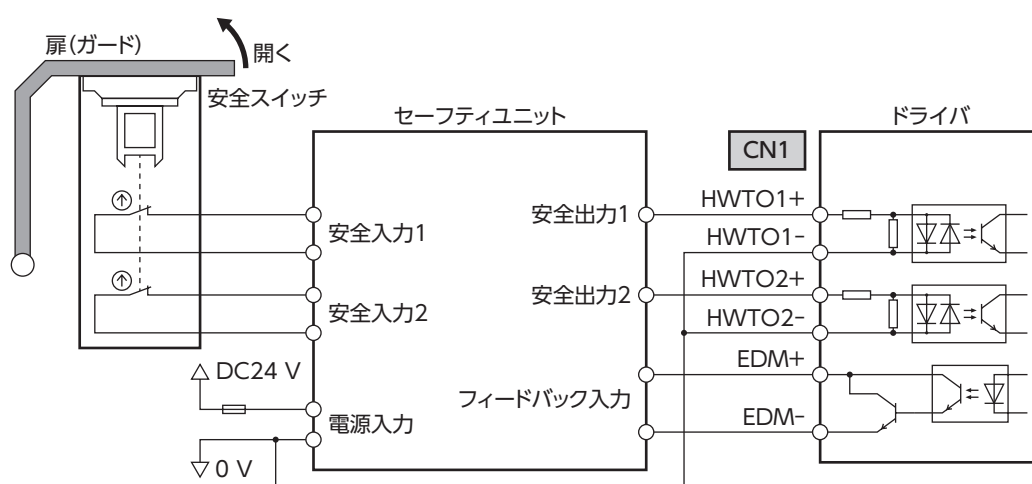 扉(ガード)
開く
安全スイッチ
セーフティユニット
ドライバ
CN1
安全入力1
安全出力1
HWTO1+
HWTO1-
安全入力2
安全出力2
HWTO2+
HWTO2-
DC24 V
電源入力
0 V
フィードバック入力
EDM+
EDM-